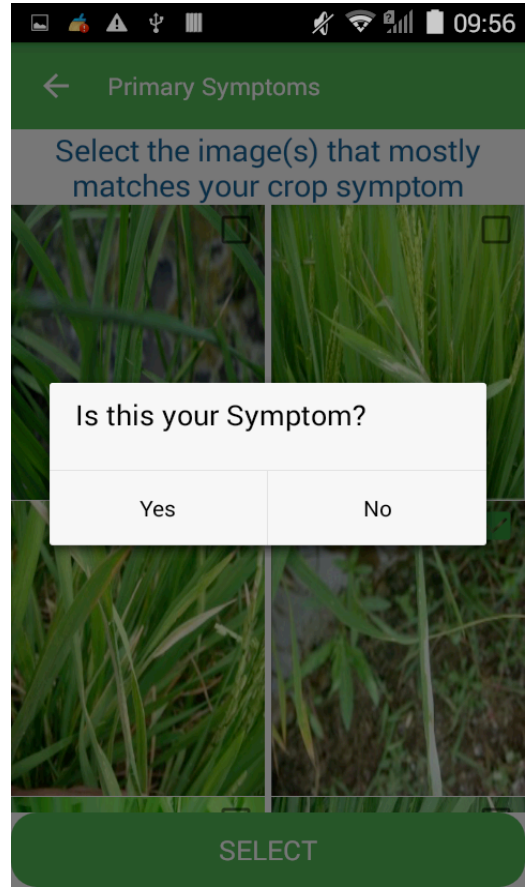 09:56
Primary Symptoms
Select the image(s) that mostly
matches your crop symptom
Is this your Symptom?
Yes No
SELECT